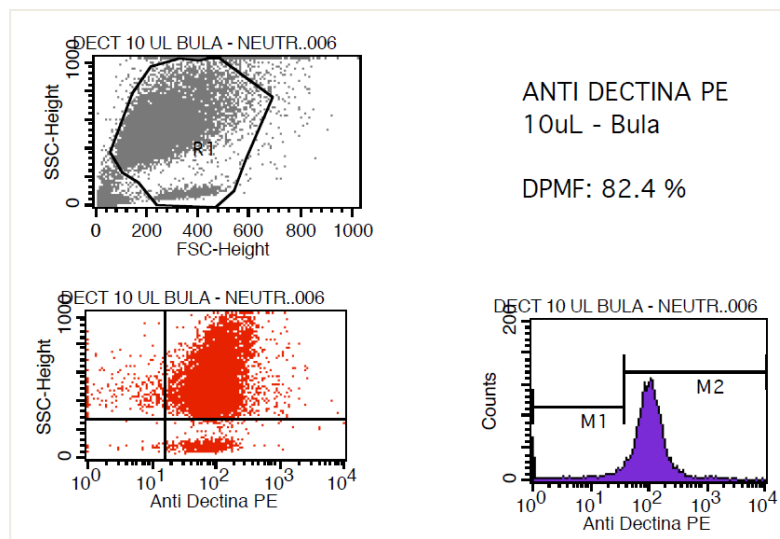 DECT 10 UL BULA - NEUTR..006
1000
SSC-Height
0
R1
0 200 400 600 800 1000
FSC-Height
ANTI DECTINA PE
10uL - Bula
DPMF: 82.4 %
DECT 10 UL BULA - NEUTR..006
1000
SSC-Height
0
10^0 10^1 10^2 10^3 10^4
Anti Dectina PE
DECT 10 UL BULA - NEUTR..006
200
Counts
0
M1
M2
10^0 10^1 10^2 10^3 10^4
Anti Dectina PE